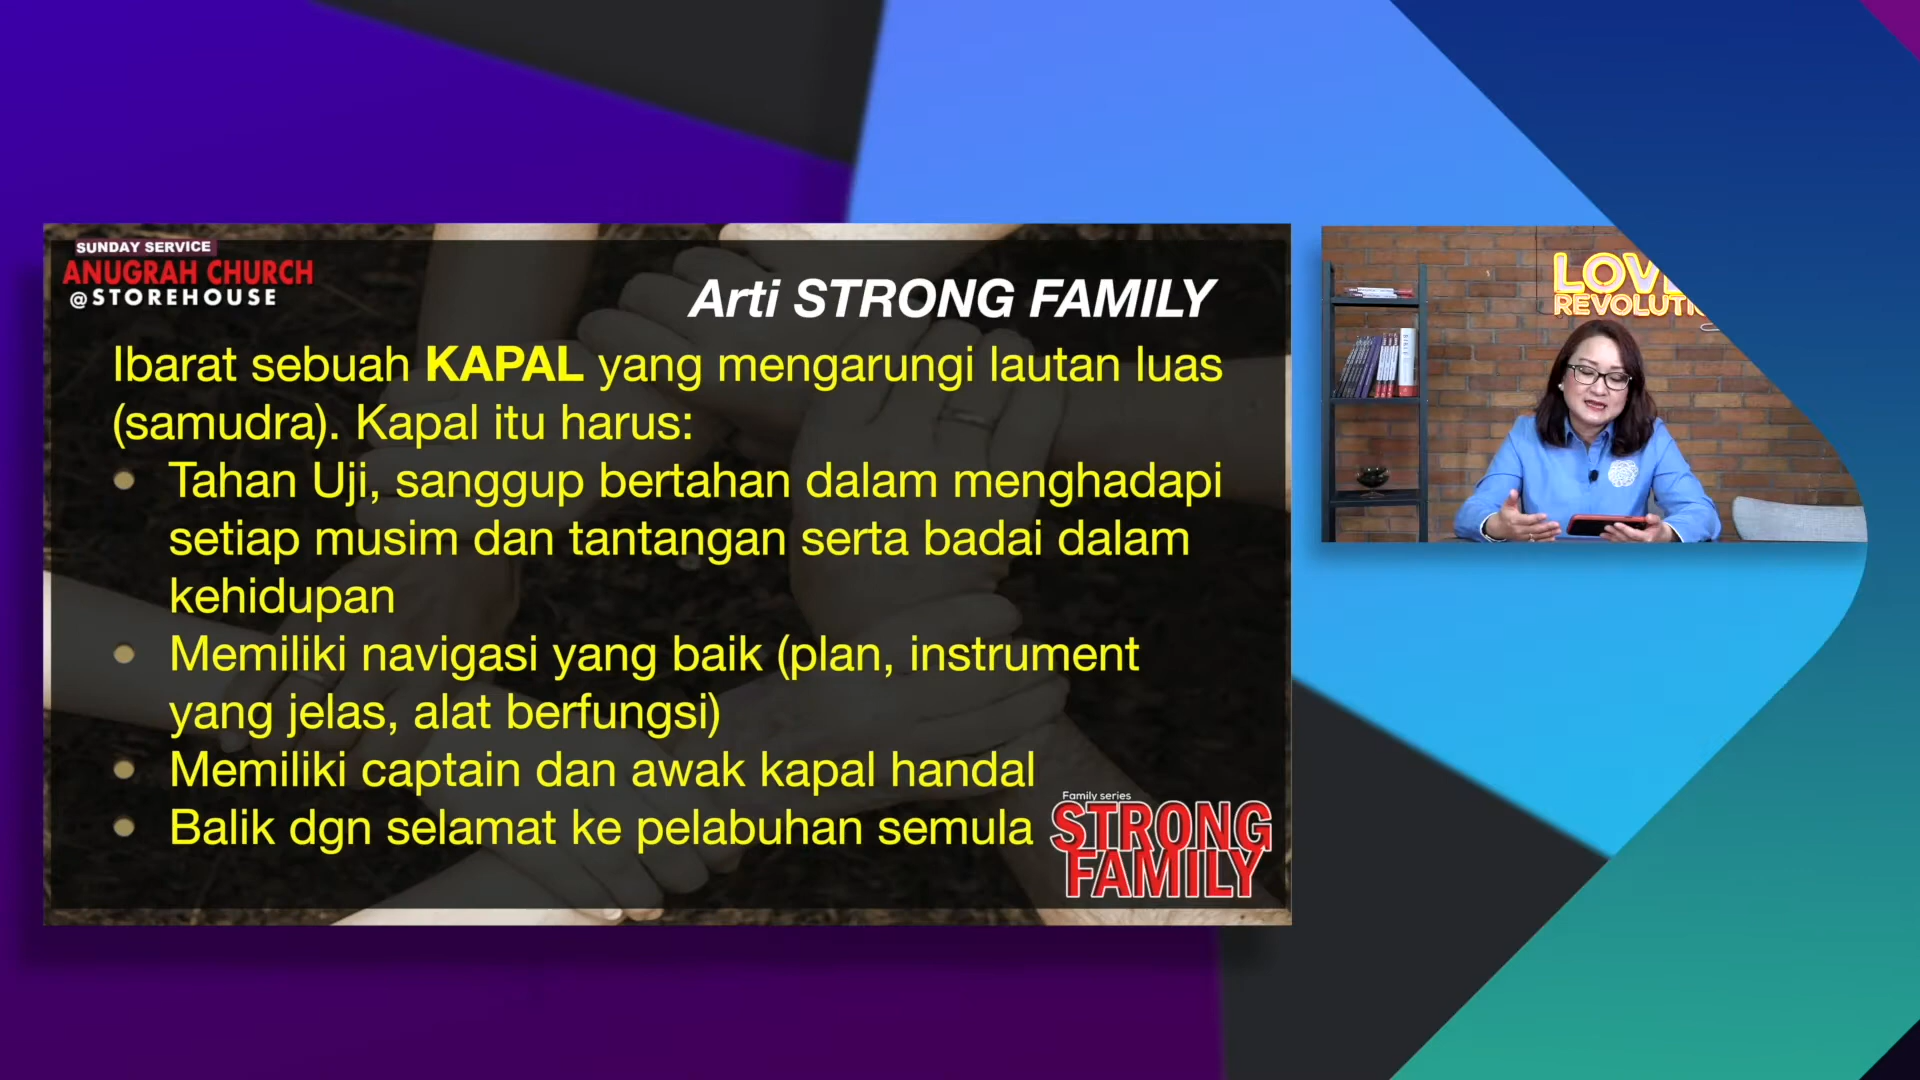 SUNDAY SERVICE
ANUGRAH CHURCH
@STOREHOUSE
Arti STRONG FAMILY
Ibarat sebuah KAPAL yang mengarungi lautan luas
(samudra). Kapal itu harus:
• Tahan Uji, sanggup bertahan dalam menghadapi
setiap musim dan tantangan serta badai dalam
kehidupan
• Memiliki navigasi yang baik (plan, instrument
yang jelas, alat berfungsi)
• Memiliki captain dan awak kapal handal
• Balik dgn selamat ke pelabuhan semula
Family series
STRONG
FAMILY